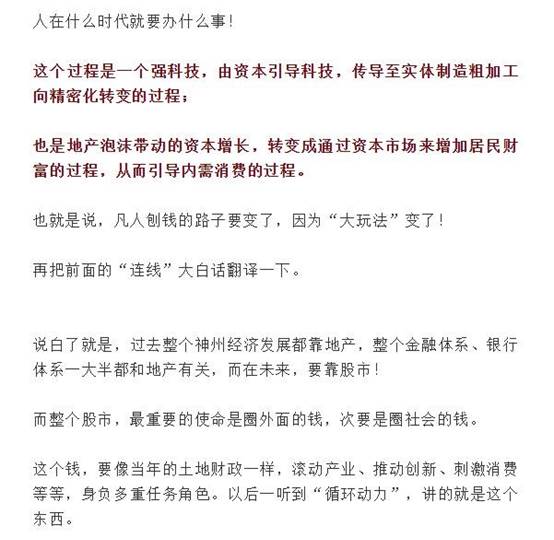 人在什么时代就要办什么事！
这个过程是一个强科技，由资本引导科技，传导至实体制造粗加工
向精密化转变的过程；
也是地产泡沫带动的资本增长，转变成通过资本市场来增加居民财
富的过程，从而引导内需消费的过程。
也就是说，凡人刨钱的路子要变了，因为“大玩法”变了！
再把前面的“连线”大白话翻译一下。
说白了就是，过去整个神州经济发展都靠地产，整个金融体系、银行
体系一大半都和地产有关，而在未来，要靠股市！
而整个股市，最重要的使命是圈外面的钱，次要是圈社会的钱。
这个钱，要像当年的土地财政一样，滚动产业、推动创新、刺激消费
等等，身负多重任务角色。以后一听到“循环动力”，讲的就是这个
东西。